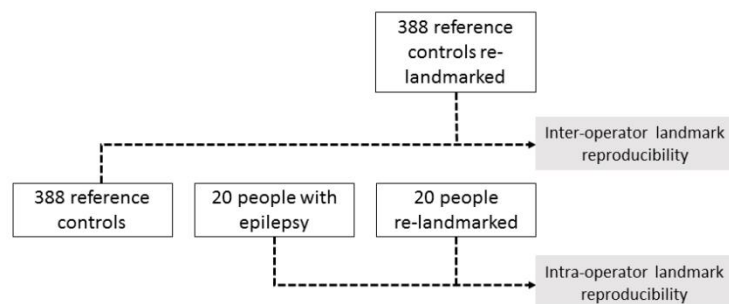 388 reference
controls re-
landmarked
Inter-operator landmark
reproducibility
388 reference
controls
20 people with
epilepsy
20 people
re-landmarked
Intra-operator landmark
reproducibility